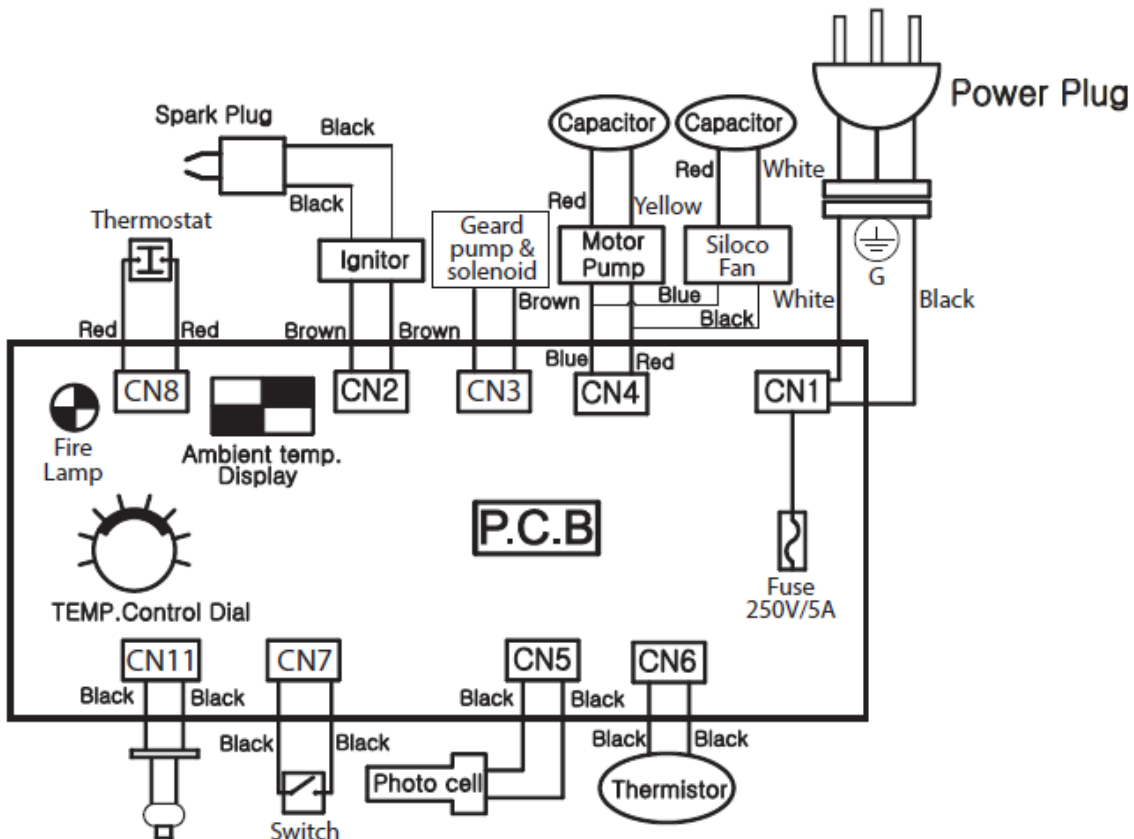 Power Plug
Spark Plug
Black
Capacitor
Capacitor
Red
White
Black
Thermostat
Red
Yellow
Geard
pump &
solenoid
Ignitor
Motor
Pump
Siloco
Fan
G
Brown
Blue
White
Black
Black
Red
Red
Brown
Brown
Blue
Red
CN8
CN2
CN3
CN4
CN1
Fire
Lamp
Ambient temp.
Display
P.C.B
Fuse
250V/5A
TEMP.Control Dial
CN11
CN7
CN5
CN6
Black
Black
Black
Black
Black
Black
Black
Black
Photo cell
Thermistor
Switch